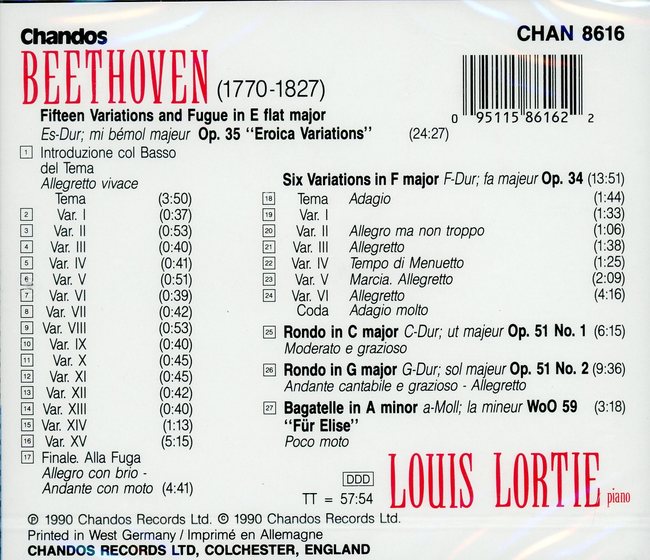 Chandos
CHAN 8616
BEETHOVEN (1770-1827)
0 95115 86162 2
Fifteen Variations and Fugue in E flat major
Es-Dur; mi bémol majeur Op. 35 "Eroica Variations" (24:27)
1 Introduzione col Basso
del Tema
Allegretto vivace
Tema (3:50)
2 Var. I (0:37)
3 Var. II (0:53)
4 Var. III (0:40)
5 Var. IV (0:41)
6 Var. V (0:51)
7 Var. VI (0:39)
8 Var. VII (0:42)
9 Var. VIII (0:53)
10 Var. IX (0:40)
11 Var. X (0:45)
12 Var. XI (0:45)
13 Var. XII (0:42)
14 Var. XIII (0:40)
15 Var. XIV (1:13)
16 Var. XV (5:15)
17 Finale. Alla Fuga
Allegro con brio -
Andante con moto (4:41)
Six Variations in F major F-Dur; fa majeur Op. 34 (13:51)
18 Tema Adagio (1:44)
19 Var. I (1:33)
20 Var. II Allegro ma non troppo (1:06)
21 Var. III Allegretto (1:38)
22 Var. IV Tempo di Menuetto (1:25)
23 Var. V Marcia. Allegretto (2:09)
24 Var. VI Allegretto (4:16)
Coda Adagio molto
25 Rondo in C major C-Dur; ut majeur Op. 51 No. 1 (6:15)
Moderato e grazioso
26 Rondo in G major G-Dur; sol majeur Op. 51 No. 2 (9:36)
Andante cantabile e grazioso - Allegretto
27 Bagatelle in A minor a-Moll; la mineur WoO 59 (3:18)
"Für Elise"
Poco moto
DDD
TT = 57:54
LOUIS LORTIE piano
℗ 1990 Chandos Records Ltd. © 1990 Chandos Records Ltd.
Printed in West Germany / Imprimé en Allemagne
CHANDOS RECORDS LTD, COLCHESTER, ENGLAND